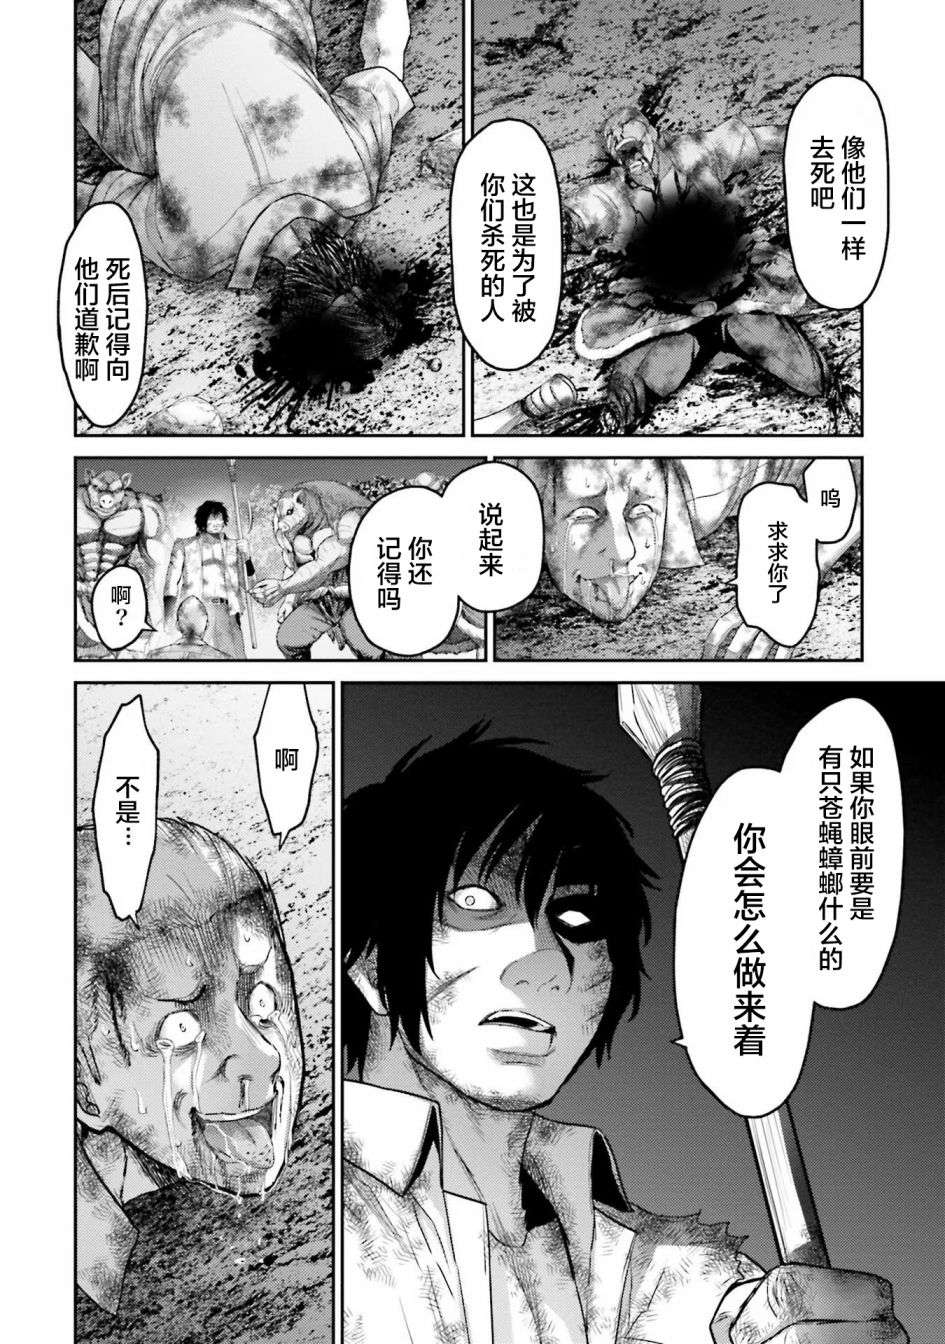 像他们一样
去死吧
这也是为了被
你们杀死的人
死后记得向
他们道歉啊
呜
求求你了
说起来
你还
记得吗
啊？
如果你眼前要是
有只苍蝇蟑螂什么的
你会怎么做来着
啊
不是…